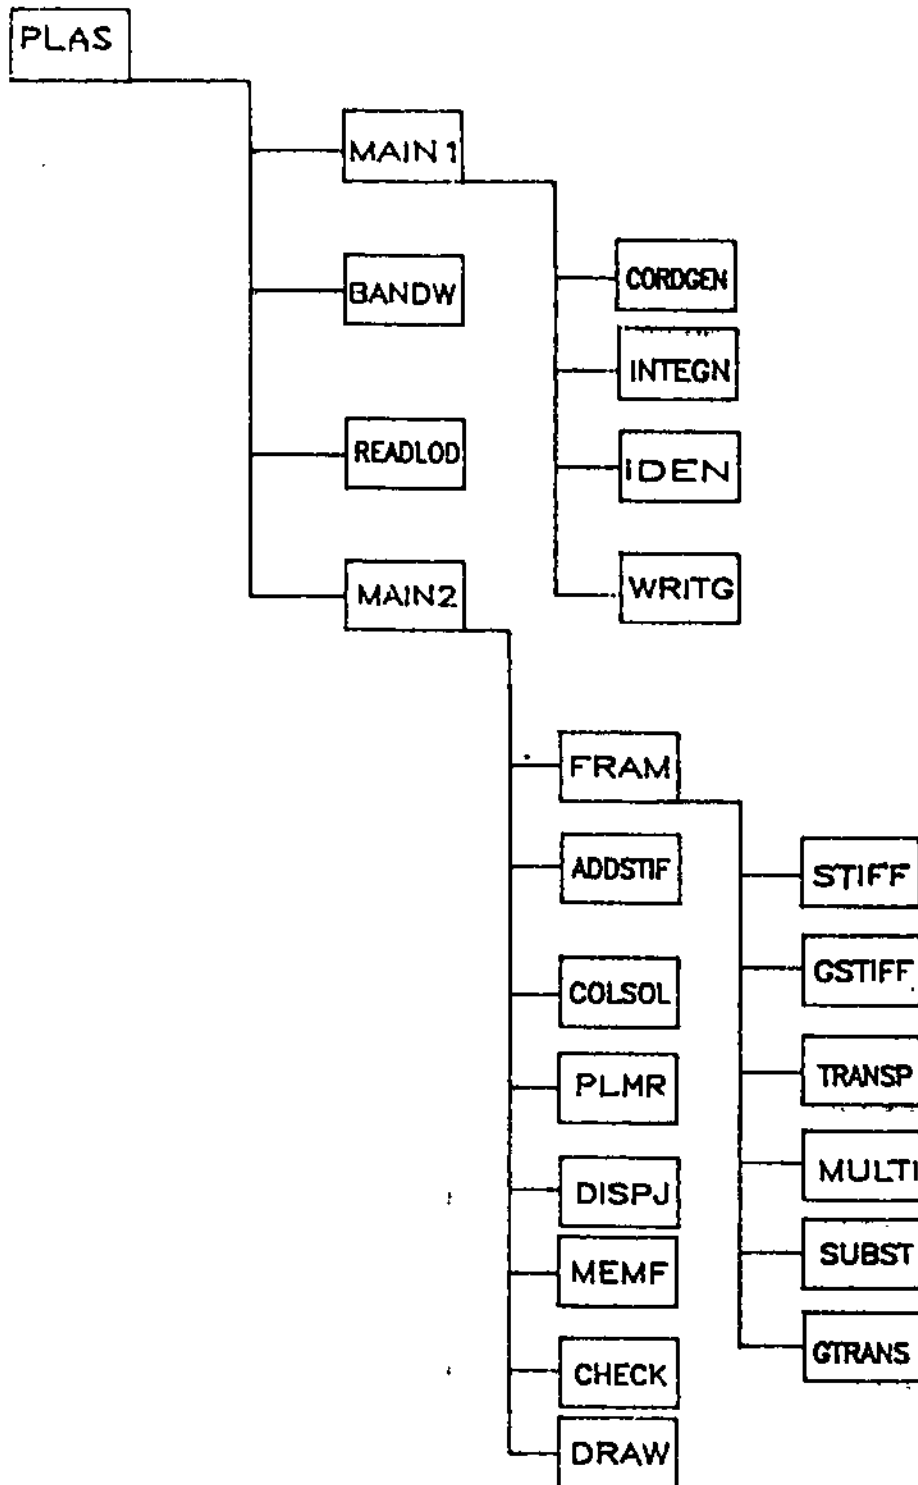 PLAS
MAIN1
BANDW
READLOD
MAIN2
CORDGEN
INTEGN
IDEN
WRITG
FRAM
ADDSTIF
COLSOL
PLMR
DISPJ
MEMF
CHECK
DRAW
STIFF
GSTIFF
TRANSP
MULTI
SUBST
GTRANS